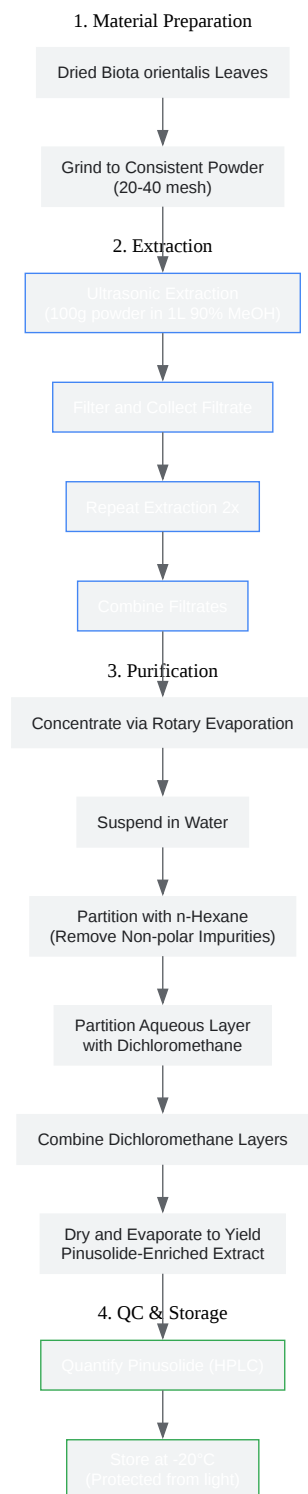 1. Material Preparation
Dried Biota orientalis Leaves
Grind to Consistent Powder
(20-40 mesh)
2. Extraction
Ultrasonic Extraction
(100g powder in 1L 90% MeOH)
Filter and Collect Filtrate
Repeat Extraction 2x
Combine Filtrates
3. Purification
Concentrate via Rotary Evaporation
Suspend in Water
Partition with n-Hexane
(Remove Non-polar Impurities)
Partition Aqueous Layer
with Dichloromethane
Combine Dichloromethane Layers
Dry and Evaporate to Yield
Pinusolide-Enriched Extract
4. QC & Storage
Quantify Pinusolide (HPLC)
Store at -20°C
(Protected from light)